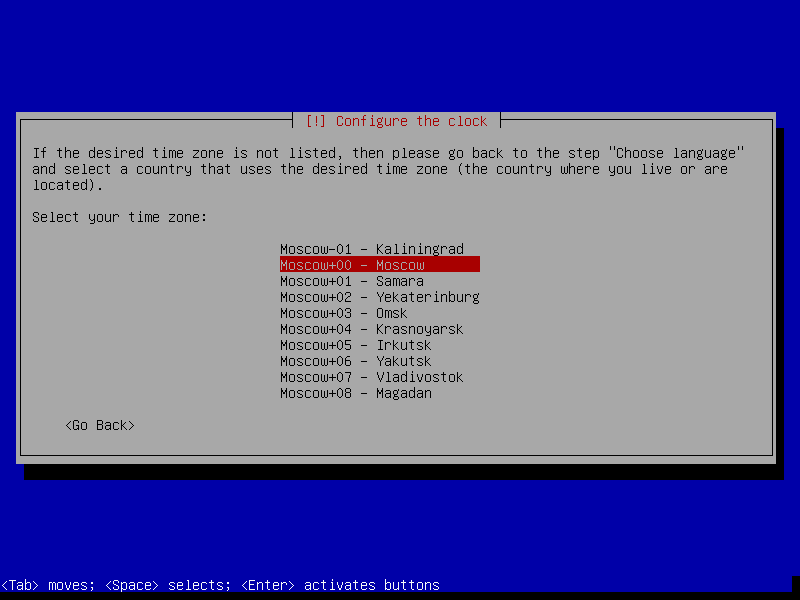 [!] Configure the clock
If the desired time zone is not listed, then please go back to the step "Choose language"
and select a country that uses the desired time zone (the country where you live or are
located).
Select your time zone:
Moscow-01 - Kaliningrad
Moscow+00 - Moscow
Moscow+01 - Samara
Moscow+02 - Yekaterinburg
Moscow+03 - Omsk
Moscow+04 - Krasnoyarsk
Moscow+05 - Irkutsk
Moscow+06 - Yakutsk
Moscow+07 - Vladivostok
Moscow+08 - Magadan
<Go Back>
<Tab> moves; <Space> selects; <Enter> activates buttons